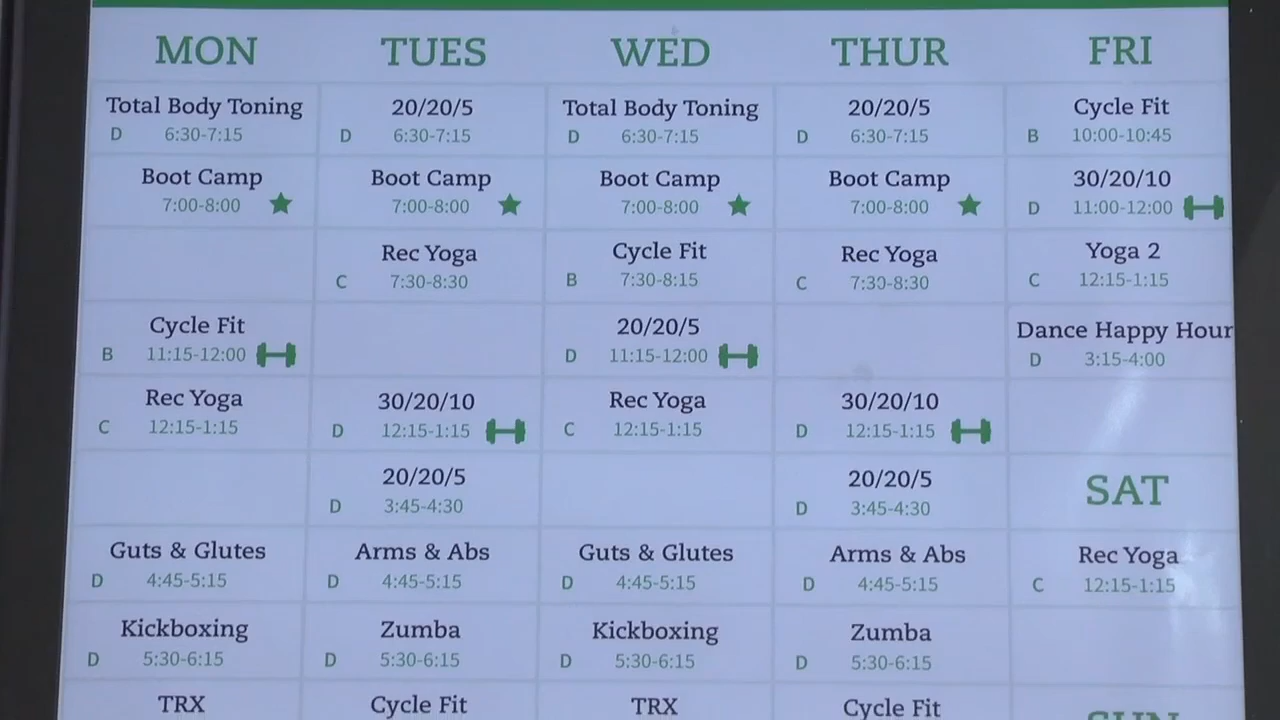 MON TUES WED THUR FRI
Total Body Toning 20/20/5 Total Body Toning 20/20/5 Cycle Fit
D 6:30-7:15 D 6:30-7:15 D 6:30-7:15 D 6:30-7:15 B 10:00-10:45
Boot Camp Boot Camp Boot Camp Boot Camp 30/20/10
7:00-8:00 7:00-8:00 7:00-8:00 7:00-8:00 D 11:00-12:00
Rec Yoga Cycle Fit Rec Yoga Yoga 2
C 7:30-8:30 B 7:30-8:15 C 7:30-8:30 C 12:15-1:15
Cycle Fit 20/20/5 Dance Happy Hour
B 11:15-12:00 D 11:15-12:00 D 3:15-4:00
Rec Yoga 30/20/10 Rec Yoga 30/20/10
C 12:15-1:15 D 12:15-1:15 C 12:15-1:15 D 12:15-1:15
20/20/5 20/20/5 SAT
D 3:45-4:30 D 3:45-4:30
Guts & Glutes Arms & Abs Guts & Glutes Arms & Abs Rec Yoga
D 4:45-5:15 D 4:45-5:15 D 4:45-5:15 D 4:45-5:15 C 12:15-1:15
Kickboxing Zumba Kickboxing Zumba
D 5:30-6:15 D 5:30-6:15 D 5:30-6:15 D 5:30-6:15
TRX Cycle Fit TRX Cycle Fit SUN